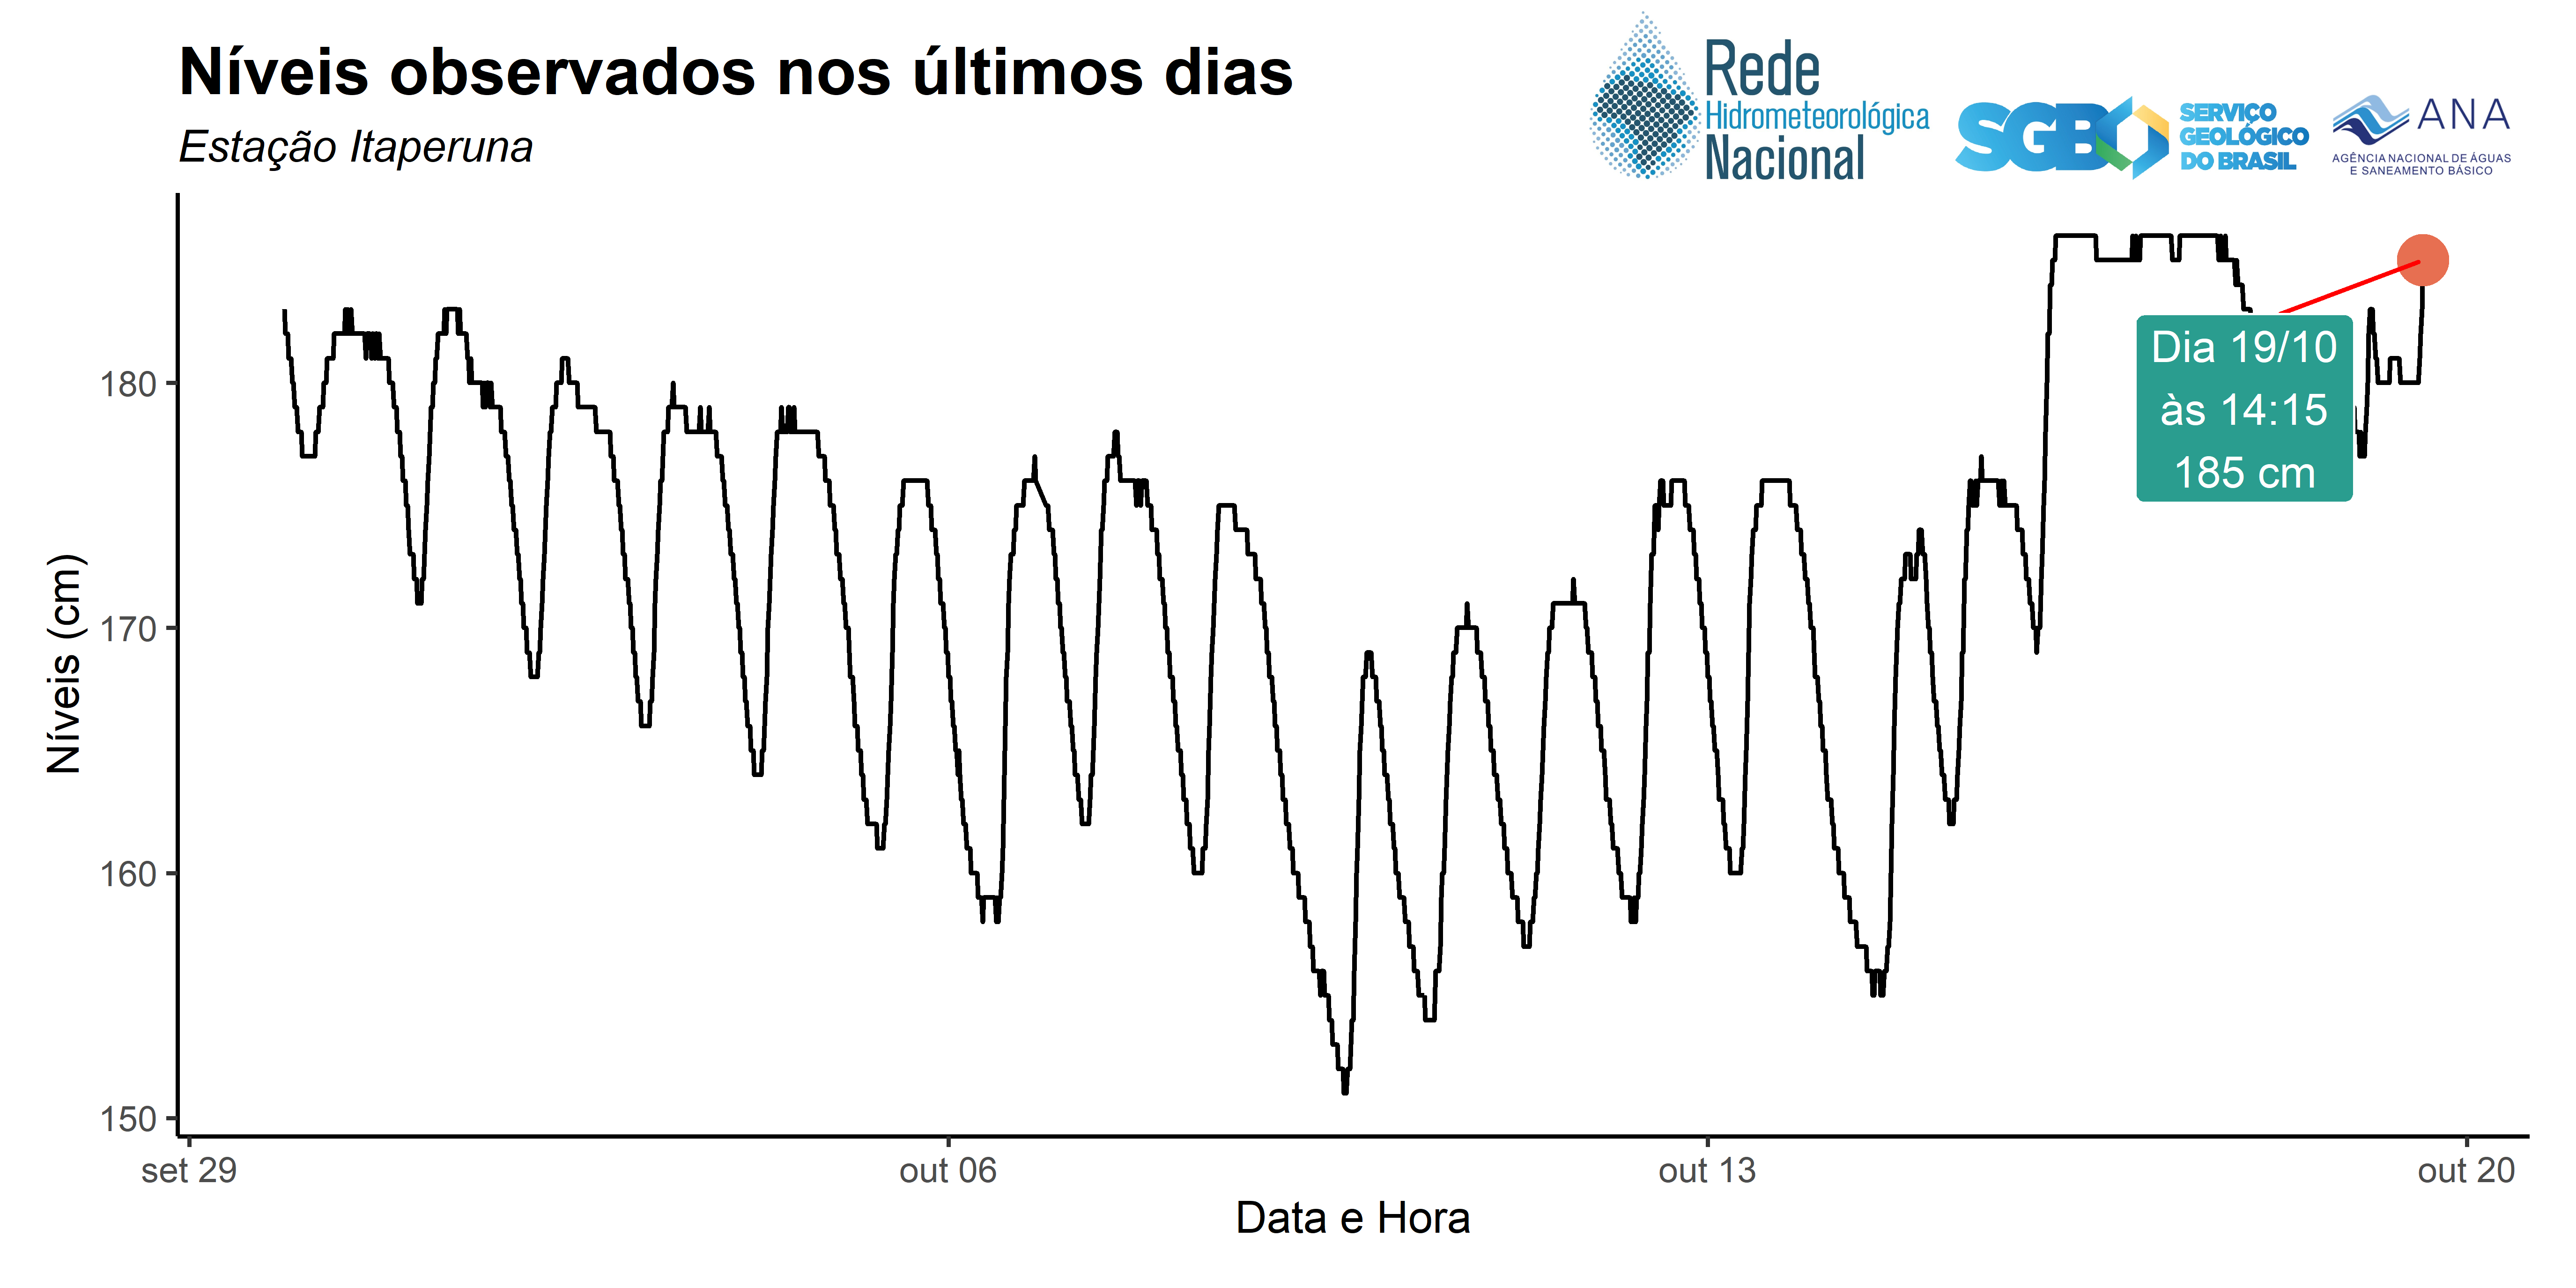 Níveis observados nos últimos dias
Estação Itaperuna
Rede
Hidrometeorológica
Nacional
SGB
SERVIÇO
GEOLÓGICO
DO BRASIL
ANA
AGÊNCIA NACIONAL DE ÁGUAS
E SANEAMENTO BÁSICO
Níveis (cm)
180
170
160
150
Dia 19/10
às 14:15
185 cm
set 29
out 06
out 13
out 20
Data e Hora